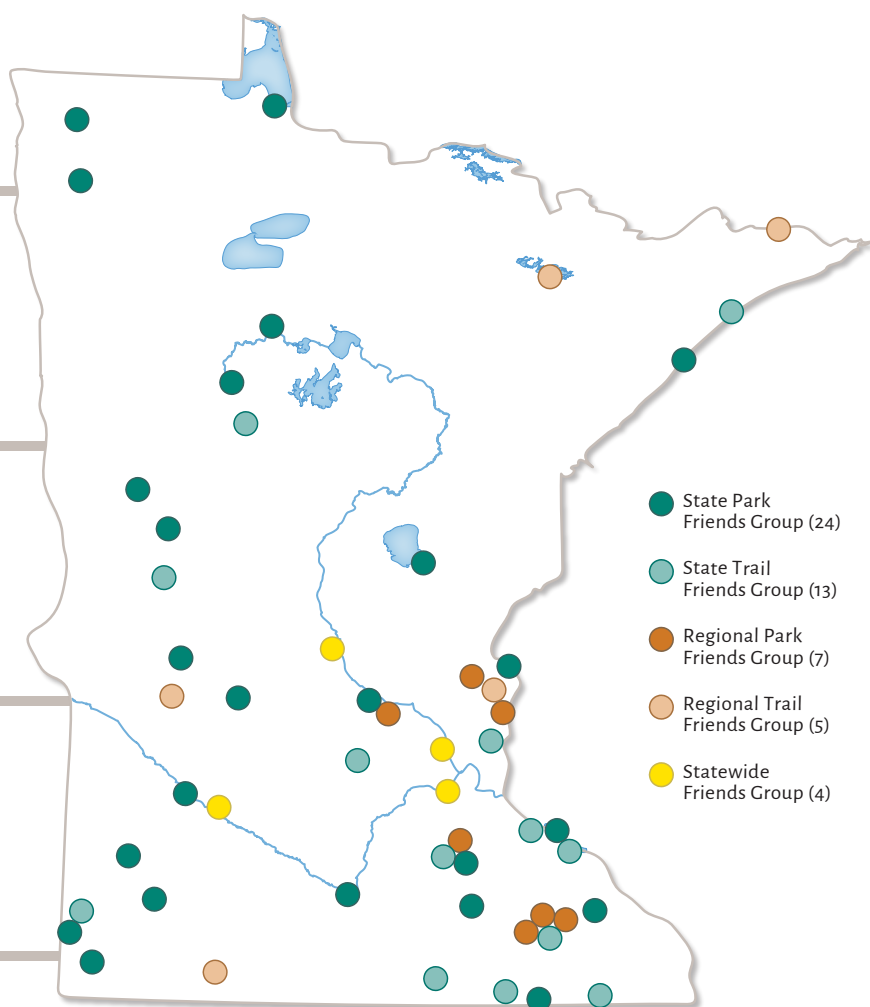 State Park
Friends Group (24)
State Trail
Friends Group (13)
Regional Park
Friends Group (7)
Regional Trail
Friends Group (5)
Statewide
Friends Group (4)